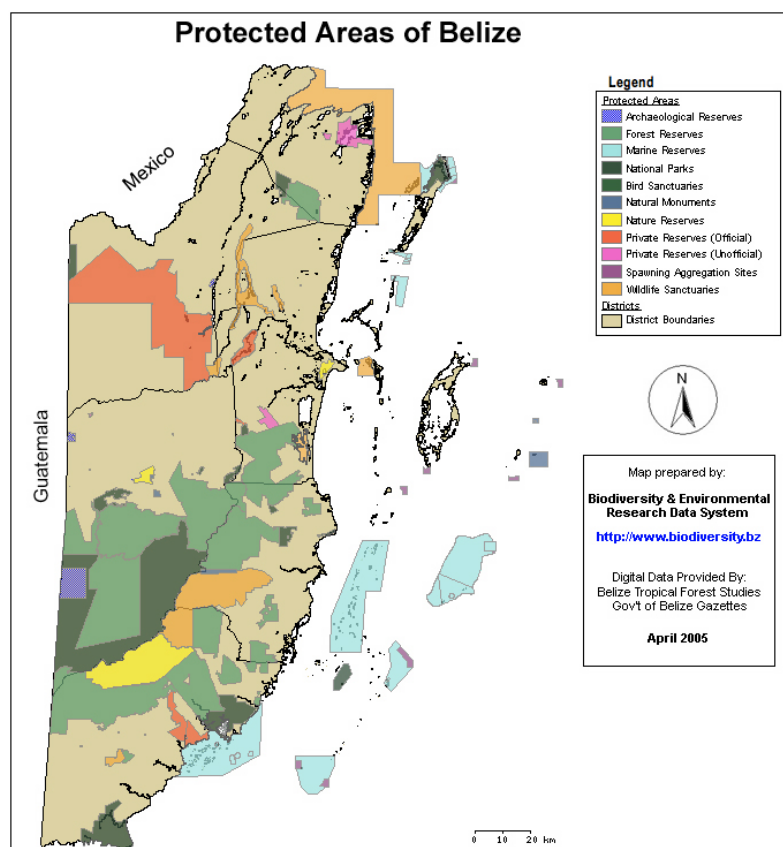 Protected Areas of Belize
Mexico
Guatemala
Legend
Protected Areas
Archaeological Reserves
Forest Reserves
Marine Reserves
National Parks
Bird Sanctuaries
Natural Monuments
Nature Reserves
Private Reserves (Official)
Private Reserves (Unofficial)
Spawning Aggregation Sites
Wildlife Sanctuaries
Districts
District Boundaries
N
Map prepared by:
Biodiversity & Environmental
Research Data System
http://www.biodiversity.bz
Digital Data Provided By:
Belize Tropical Forest Studies
Gov't of Belize Gazettes
April 2005
0 10 20 km